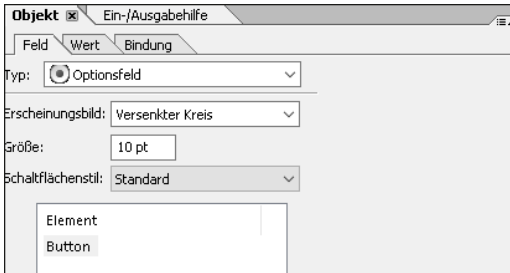 Objekt Ein-/Ausgabehilfe
Feld Wert Bindung
Typ: Optionsfeld
Erscheinungsbild: Versenkter Kreis
Größe: 10 pt
Schaltflächenstil: Standard
Element
Button